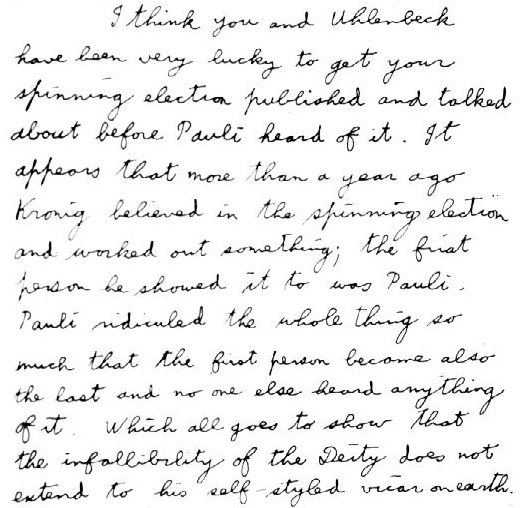 I think you and Uhlenbeck
have been very lucky to get your
spinning electron published and talked
about before Pauli heard of it. It
appears that more than a year ago
Kronig believed in the spinning electron
and worked out something; the first
person he showed it to was Pauli.
Pauli ridiculed the whole thing so
much that the first person became also
the last and no one else heard anything
of it. Which all goes to show that
the infallibility of the Deity does not
extend to his self-styled vicar on earth.